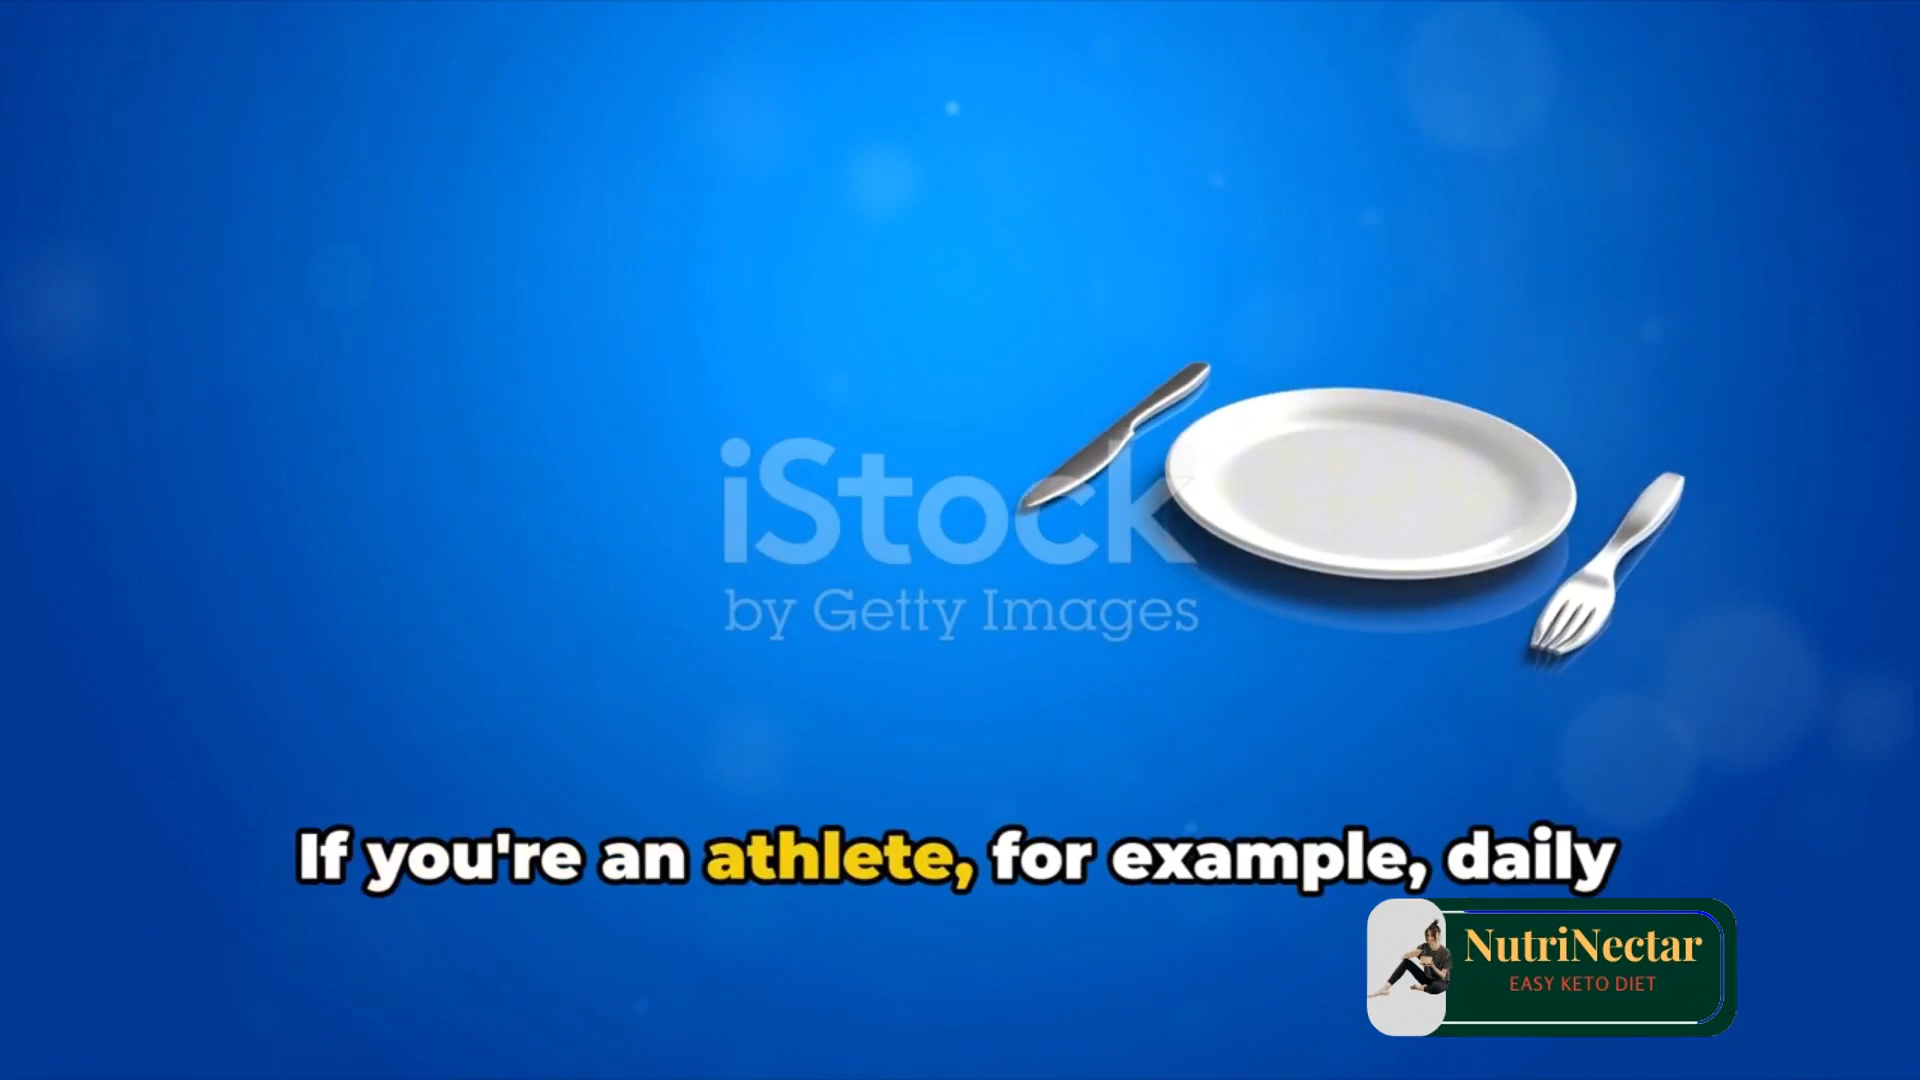 iStock
by Getty Images
If you're an athlete, for example, daily
NutriNectar
EASY KETO DIET